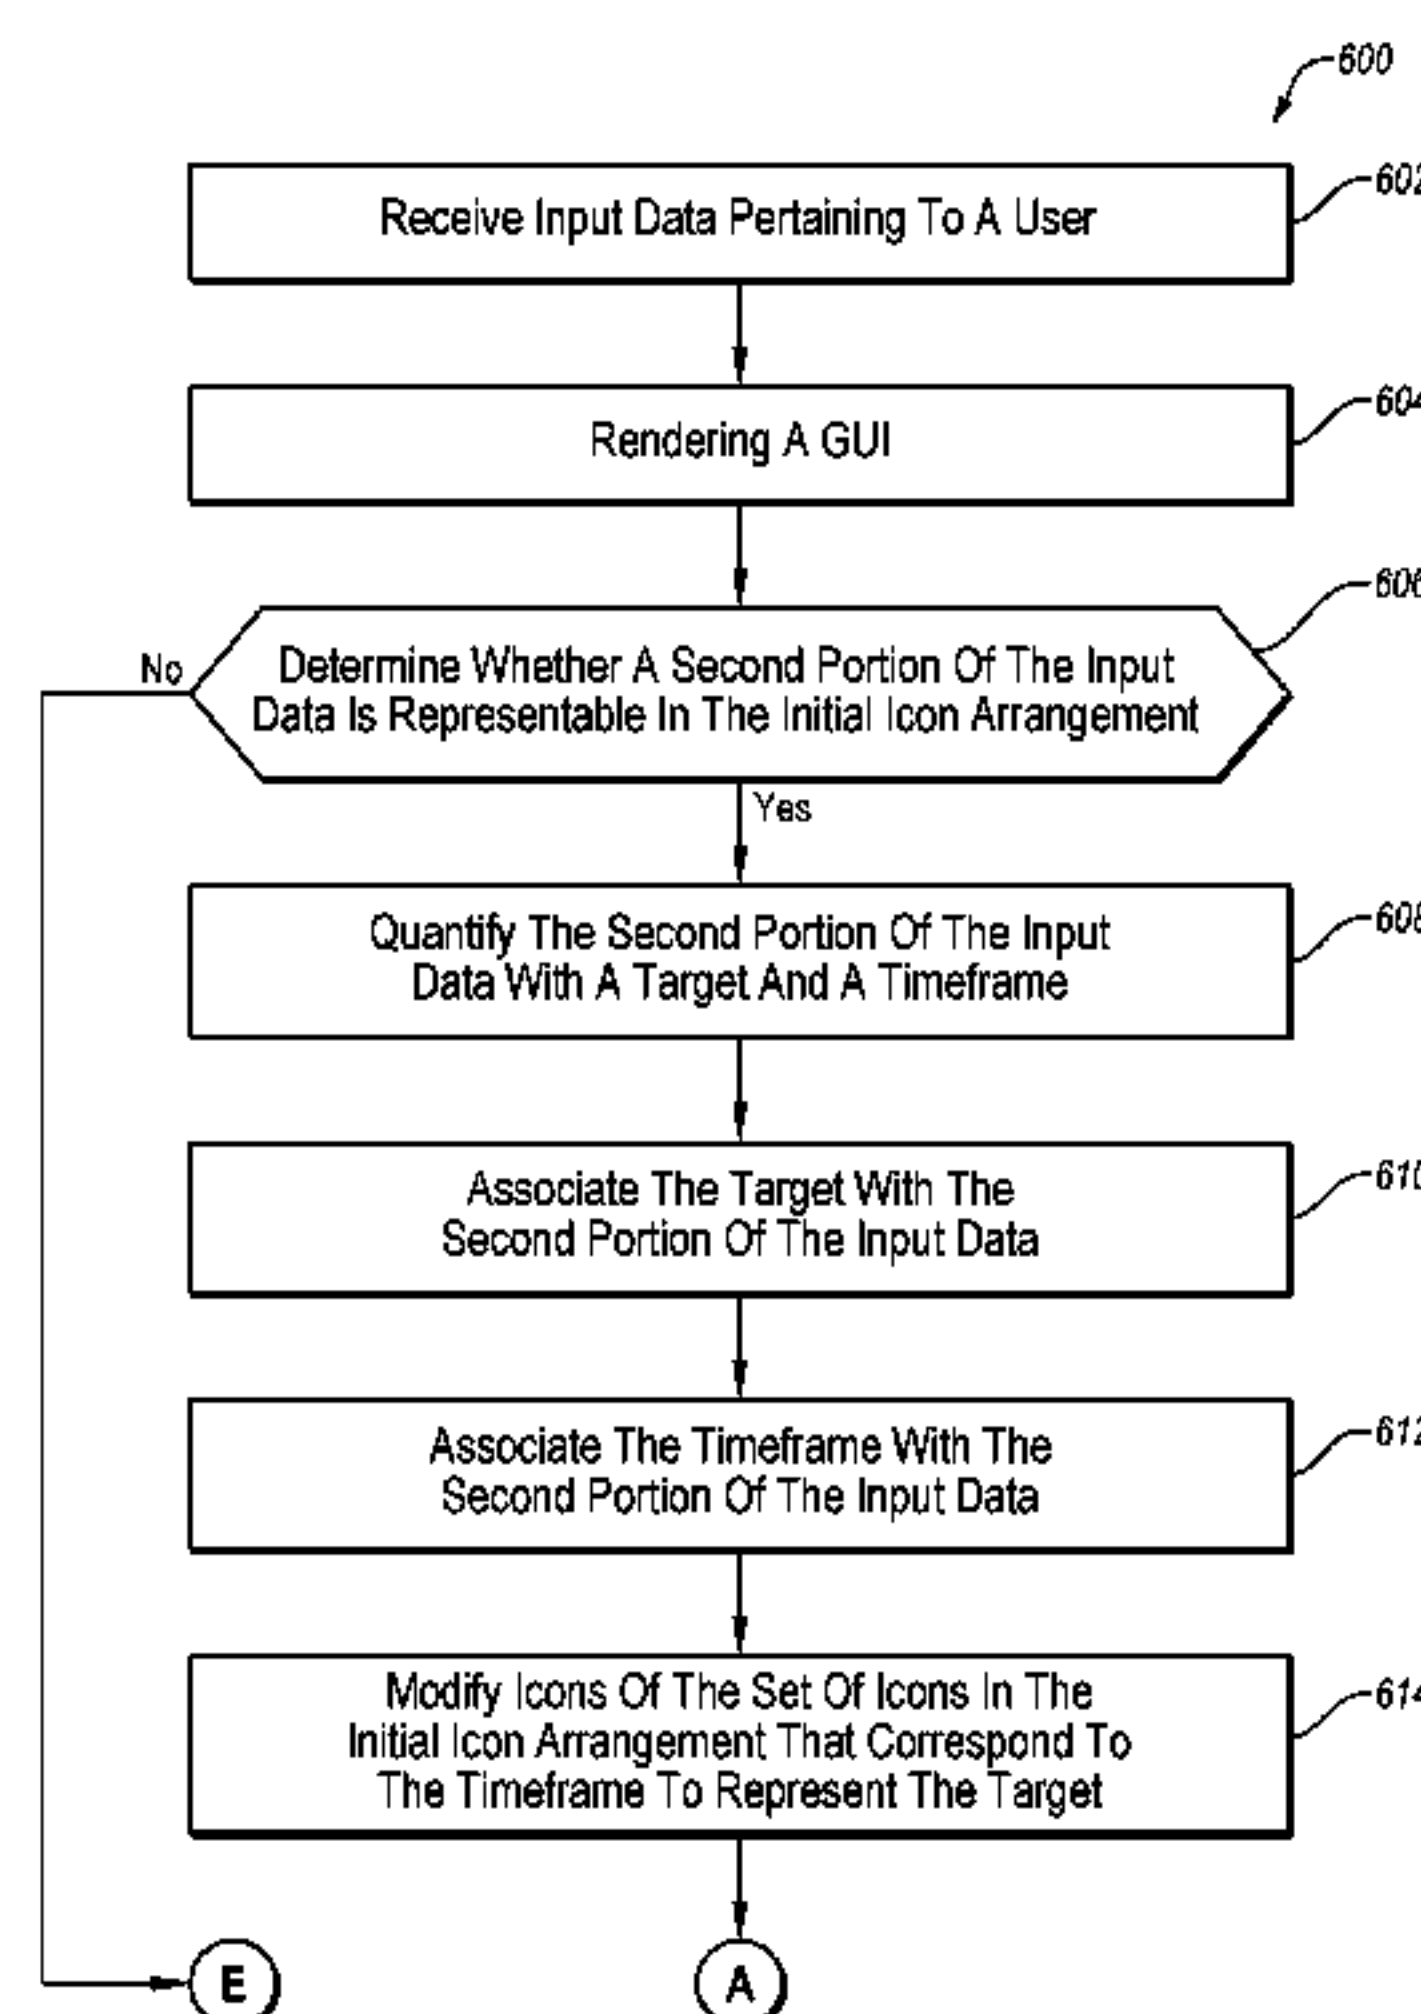 600
Receive Input Data Pertaining To A User
602
Rendering A GUI
604
606
No
Determine Whether A Second Portion Of The Input
Data Is Representable In The Initial Icon Arrangement
Yes
Quantify The Second Portion Of The Input
Data With A Target And A Timeframe
608
Associate The Target With The
Second Portion Of The Input Data
610
Associate The Timeframe With The
Second Portion Of The Input Data
612
Modify Icons Of The Set Of Icons In The
Initial Icon Arrangement That Correspond To
The Timeframe To Represent The Target
614
E
A